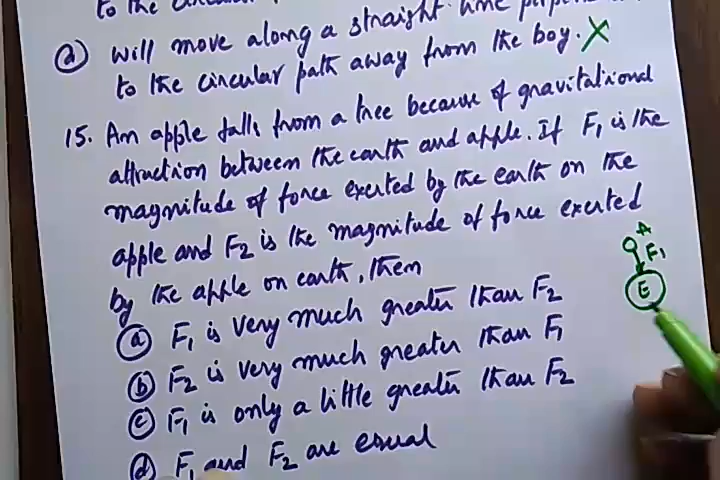 to the circular
(d) Will move along a straight line
to the circular path away from the boy. X
15. An apple falls from a tree because of gravitational
attraction between the earth and apple. If F1 is the
magnitude of force exerted by the earth on the
apple and F2 is the magnitude of force exerted
by the apple on earth, then
(a) F1 is very much greater than F2
(b) F2 is very much greater than F1
(c) F1 is only a little greater than F2
(d) F1 and F2 are equal
A
F1
E